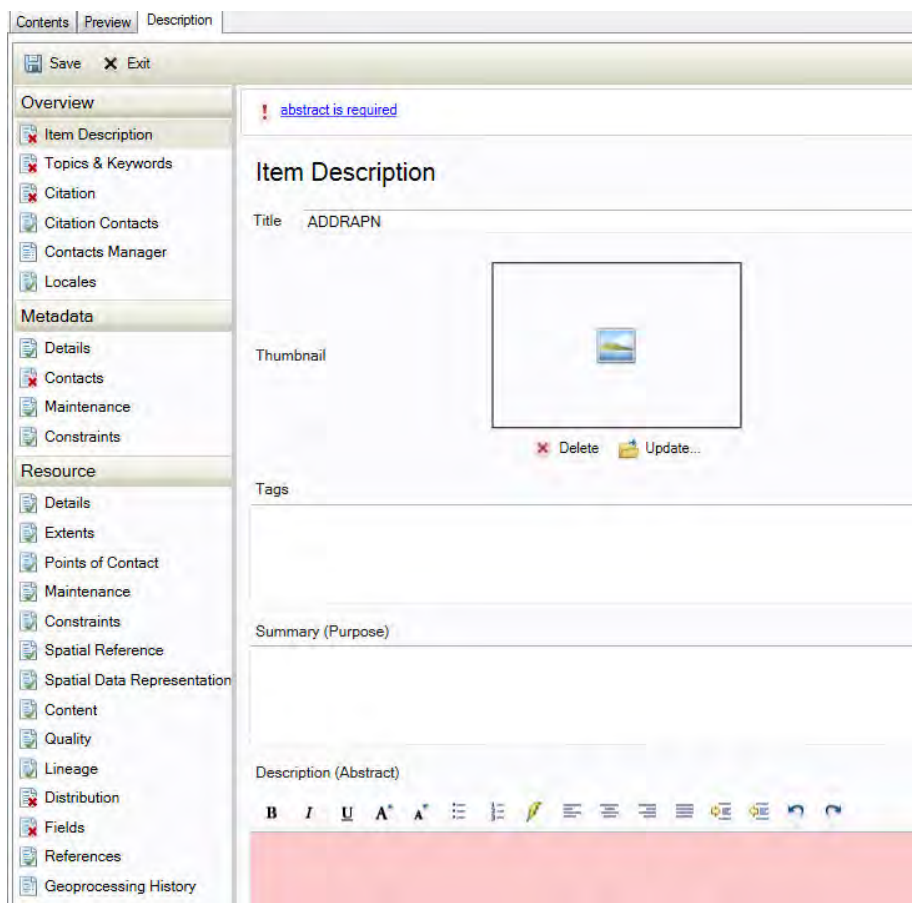 Contents Preview Description
Save Exit
Overview
Item Description
Topics & Keywords
Citation
Citation Contacts
Contacts Manager
Locales
Metadata
Details
Contacts
Maintenance
Constraints
Resource
Details
Extents
Points of Contact
Maintenance
Constraints
Spatial Reference
Spatial Data Representation
Content
Quality
Lineage
Distribution
Fields
References
Geoprocessing History
! abstract is required
Item Description
Title ADDRAPN
Thumbnail
Delete Update...
Tags
Summary (Purpose)
Description (Abstract)
B I U A A